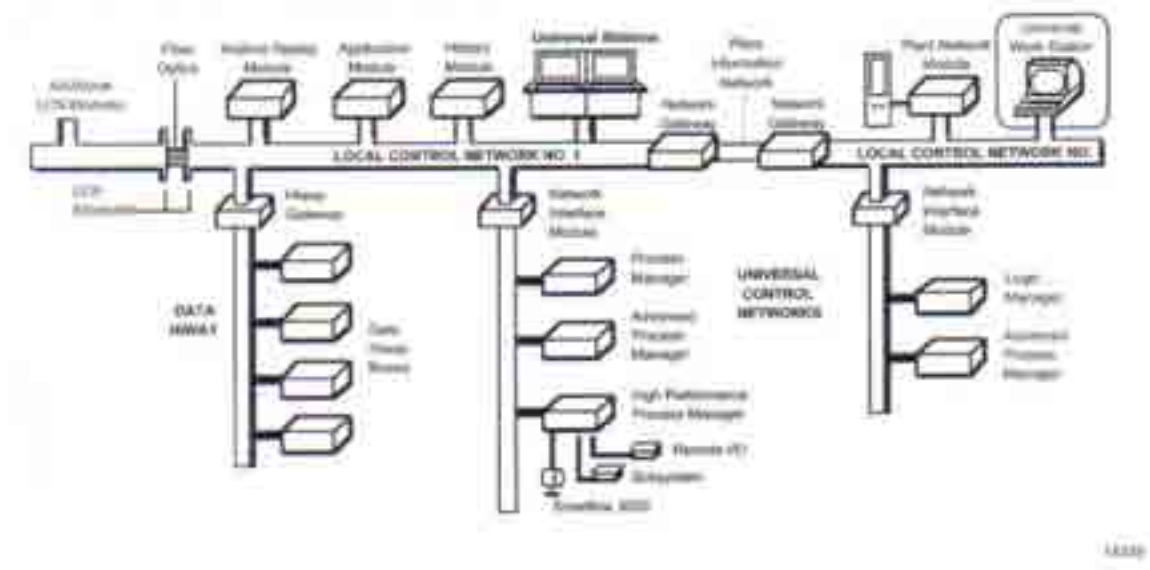 Fiber
Optics
Module
Application
Module
History
Module
Universal Station
Plant
Information
Network
Plant Network
Module
Universal
Work Station
Additional
LCN Modules
Network
Gateway
Network
Gateway
LOCAL CONTROL NETWORK NO. 1
LOCAL CONTROL NETWORK NO.
LCN
Hiway
Gateway
Network
Interface
Module
Network
Interface
Module
DATA
HIWAY
Data
Hiway
Boxes
Process
Manager
Advanced
Process
Manager
High Performance
Process Manager
Remote I/O
Subsystem
Smartline
UNIVERSAL
CONTROL
NETWORKS
Logic
Manager
Advanced
Process
Manager